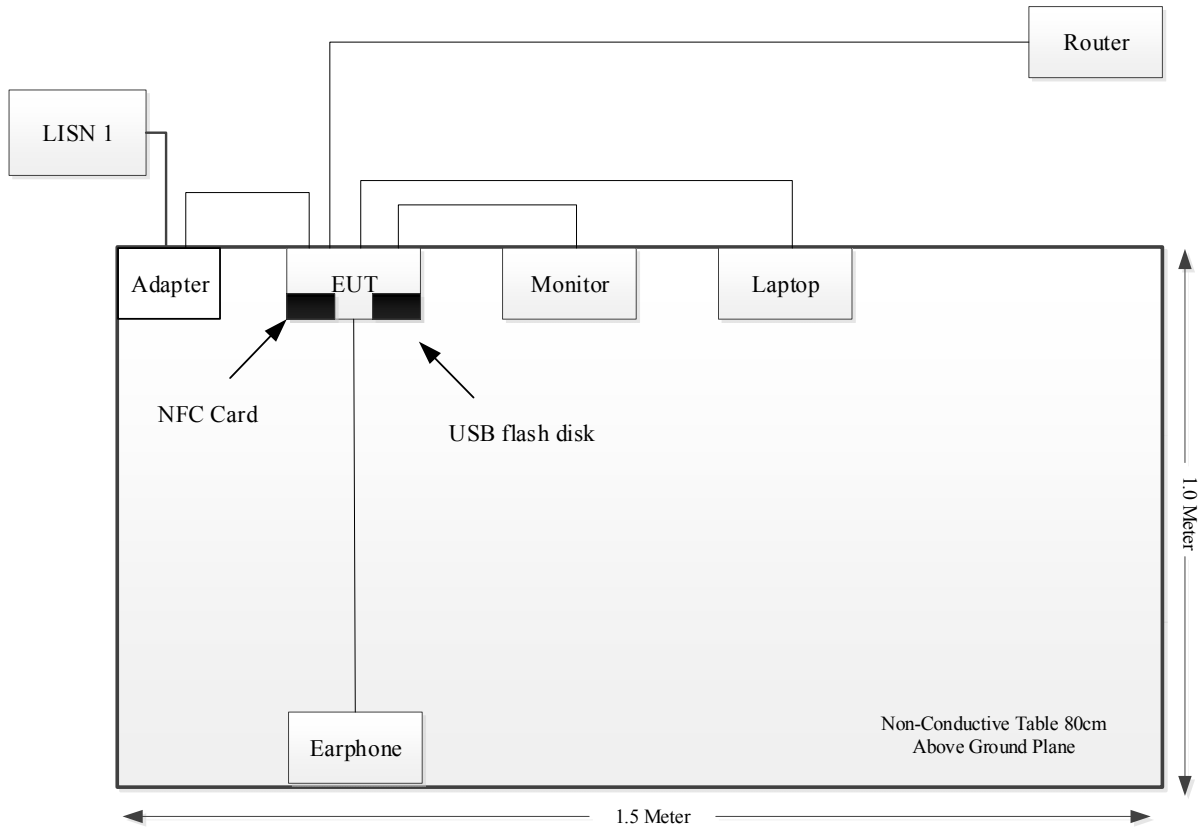 Router
LISN 1
Adapter
EUT
Monitor
Laptop
NFC Card
USB flash disk
1.0 Meter
Earphone
Non-Conductive Table 80cm
Above Ground Plane
1.5 Meter